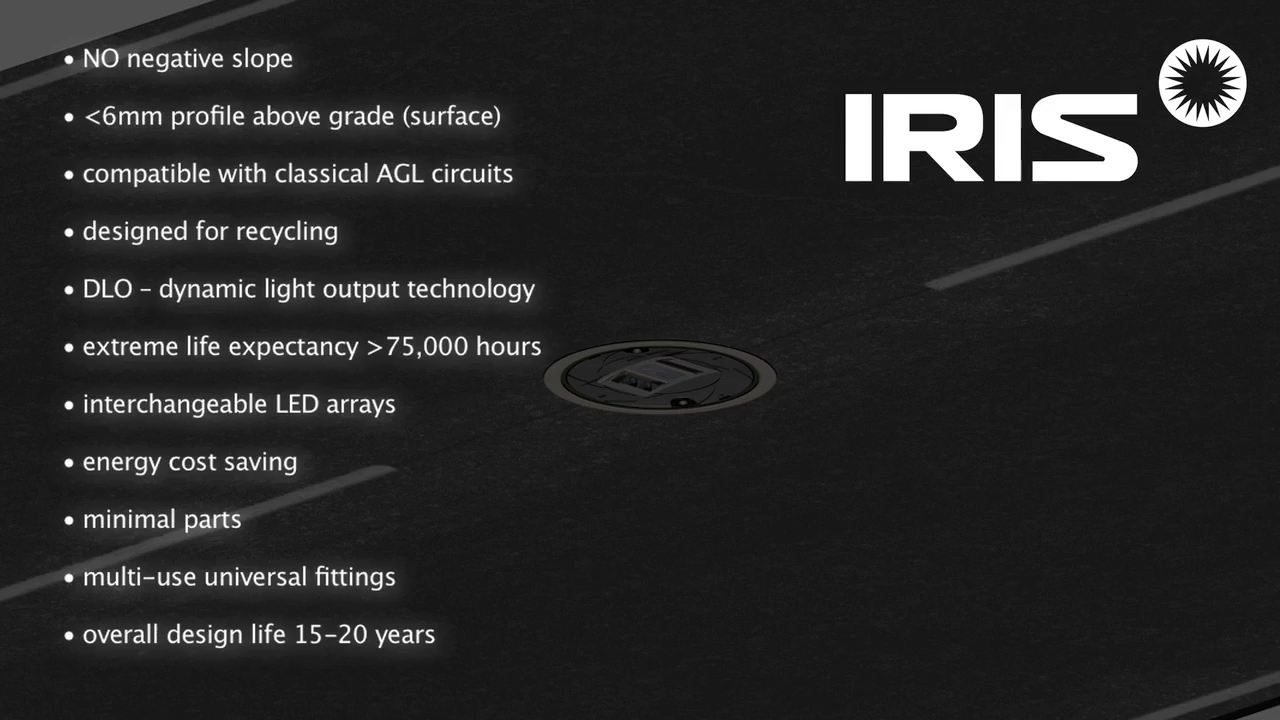 • NO negative slope
• <6mm profile above grade (surface)
• compatible with classical AGL circuits
• designed for recycling
• DLO – dynamic light output technology
• extreme life expectancy >75,000 hours
• interchangeable LED arrays
• energy cost saving
• minimal parts
• multi-use universal fittings
• overall design life 15-20 years
IRIS